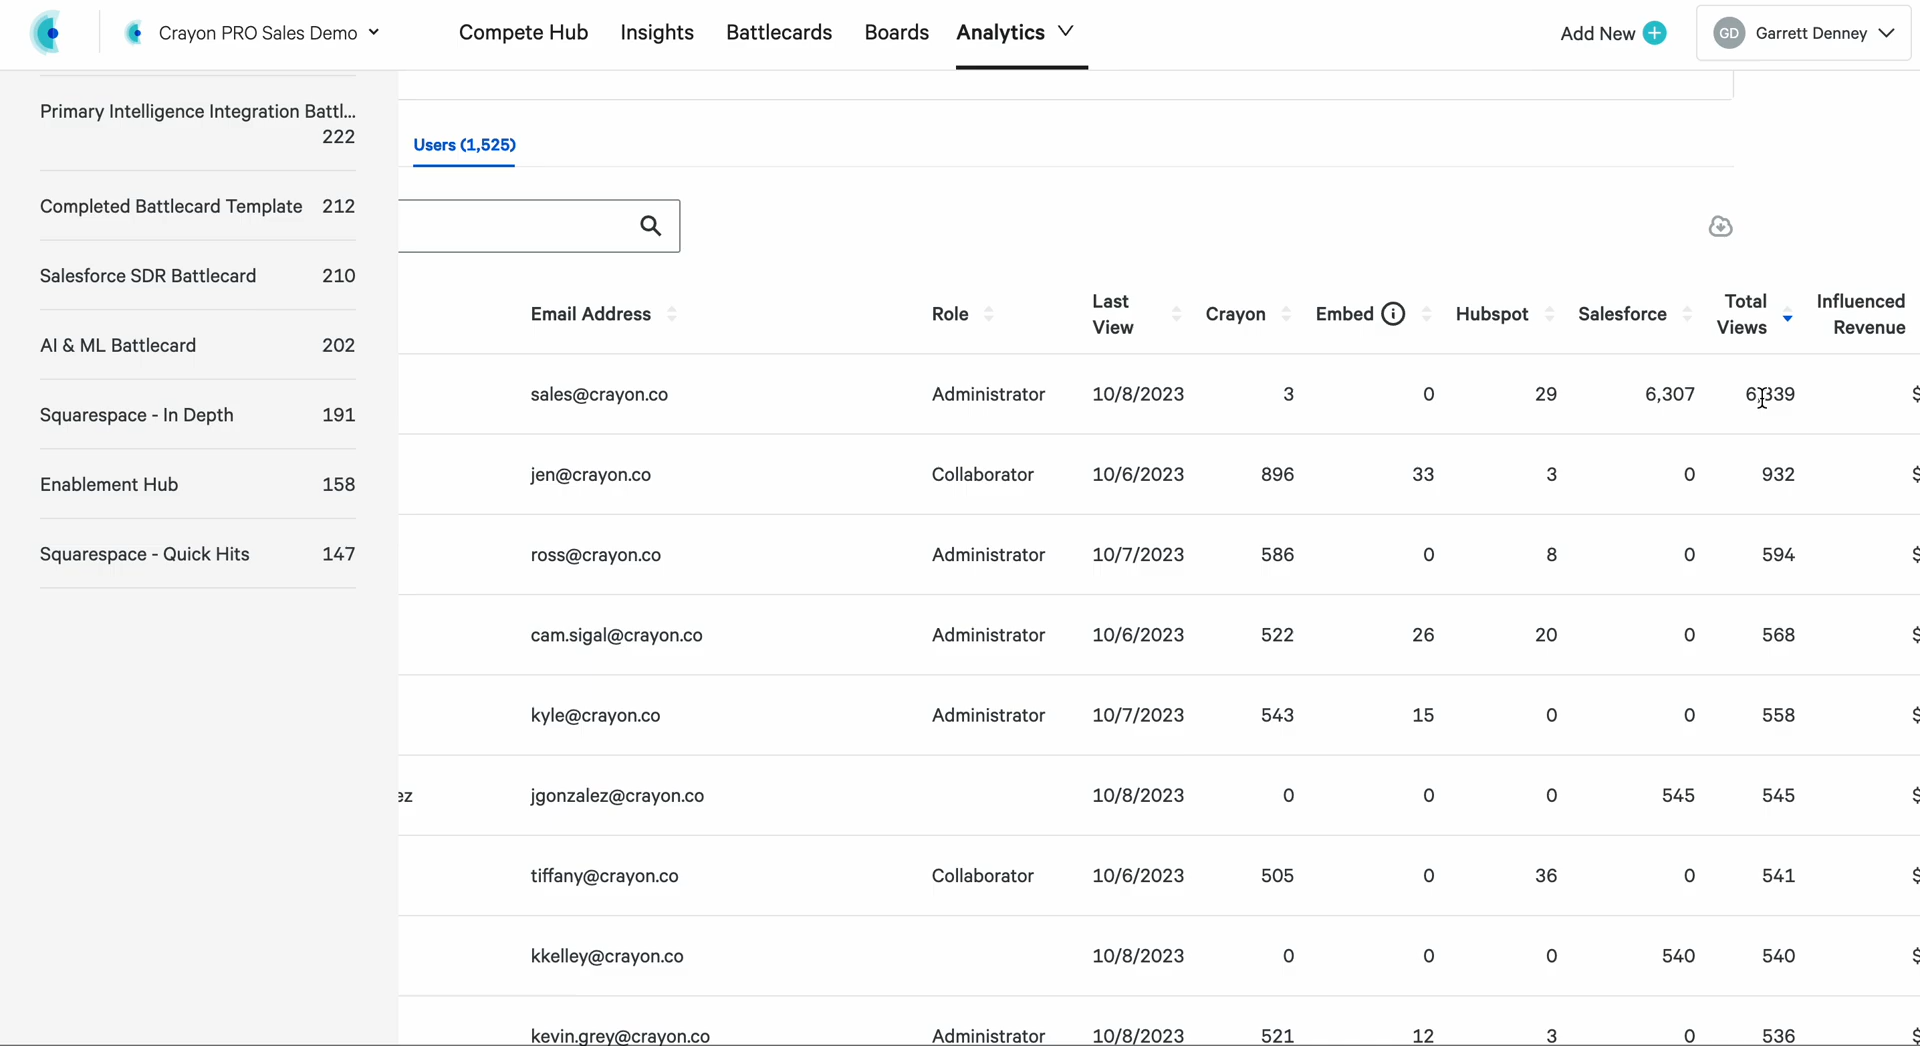 Crayon PRO Sales Demo
Compete Hub Insights Battlecards Boards Analytics
Add New
GD Garrett Denney
Primary Intelligence Integration Battl...
222
Completed Battlecard Template 212
Salesforce SDR Battlecard 210
AI & ML Battlecard 202
Squarespace - In Depth 191
Enablement Hub 158
Squarespace - Quick Hits 147
Users (1,525)
Email Address Role Last View Crayon Embed Hubspot Salesforce Total Views Influenced Revenue
sales@crayon.co Administrator 10/8/2023 3 0 29 6,307 6,339 $
jen@crayon.co Collaborator 10/6/2023 896 33 3 0 932 $
ross@crayon.co Administrator 10/7/2023 586 0 8 0 594 $
cam.sigal@crayon.co Administrator 10/6/2023 522 26 20 0 568 $
kyle@crayon.co Administrator 10/7/2023 543 15 0 0 558 $
ez jgonzalez@crayon.co 10/8/2023 0 0 0 545 545 $
tiffany@crayon.co Collaborator 10/6/2023 505 0 36 0 541 $
kkelley@crayon.co 10/8/2023 0 0 0 540 540 $
kevin.grey@crayon.co Administrator 10/8/2023 521 12 3 0 536 $